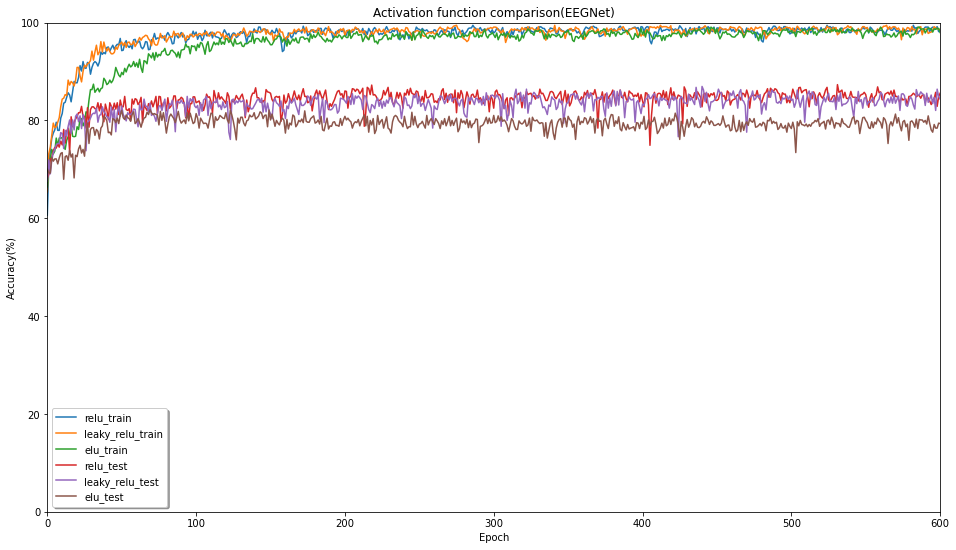 Activation function comparison(EEGNet)
100
80
60
40
20
0
Accuracy(%)
relu_train
leaky_relu_train
elu_train
relu_test
leaky_relu_test
elu_test
0 100 200 300 400 500 600
Epoch